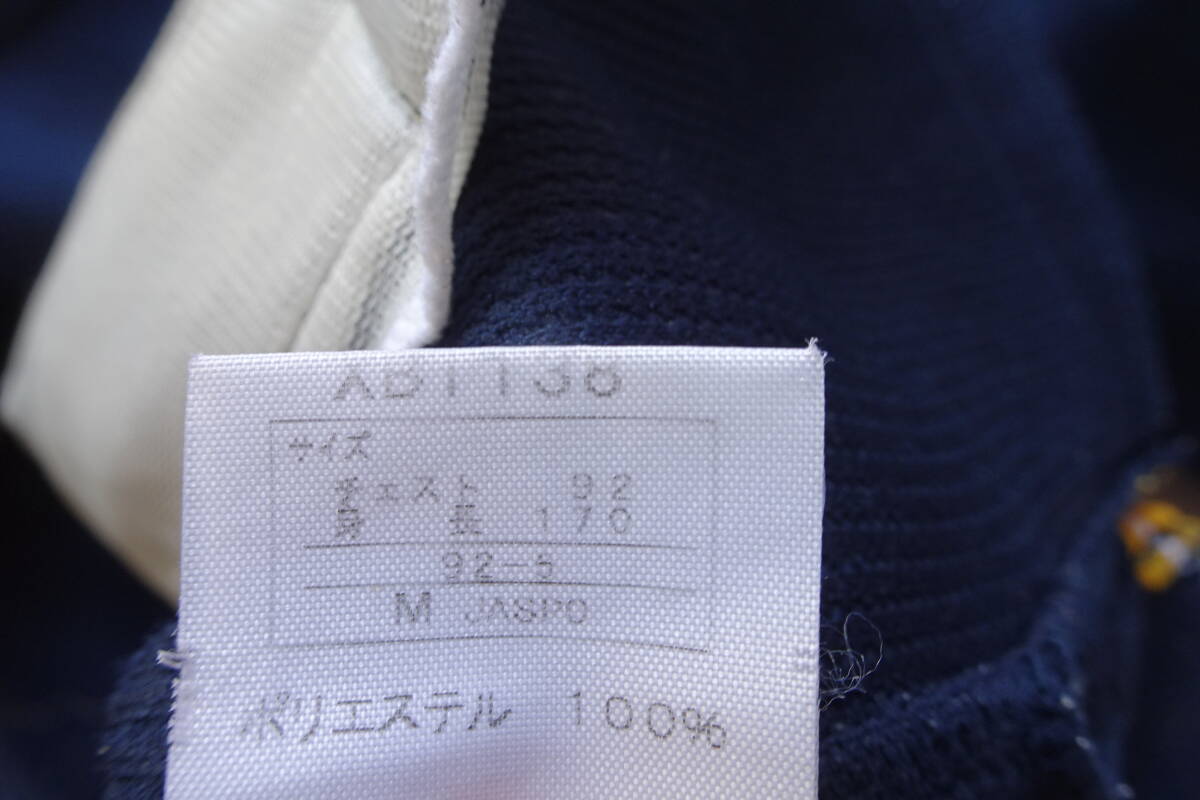 XB1138
サイズ
チェスト 92
身長 170
92-5
M JASPO
ポリエステル 100%